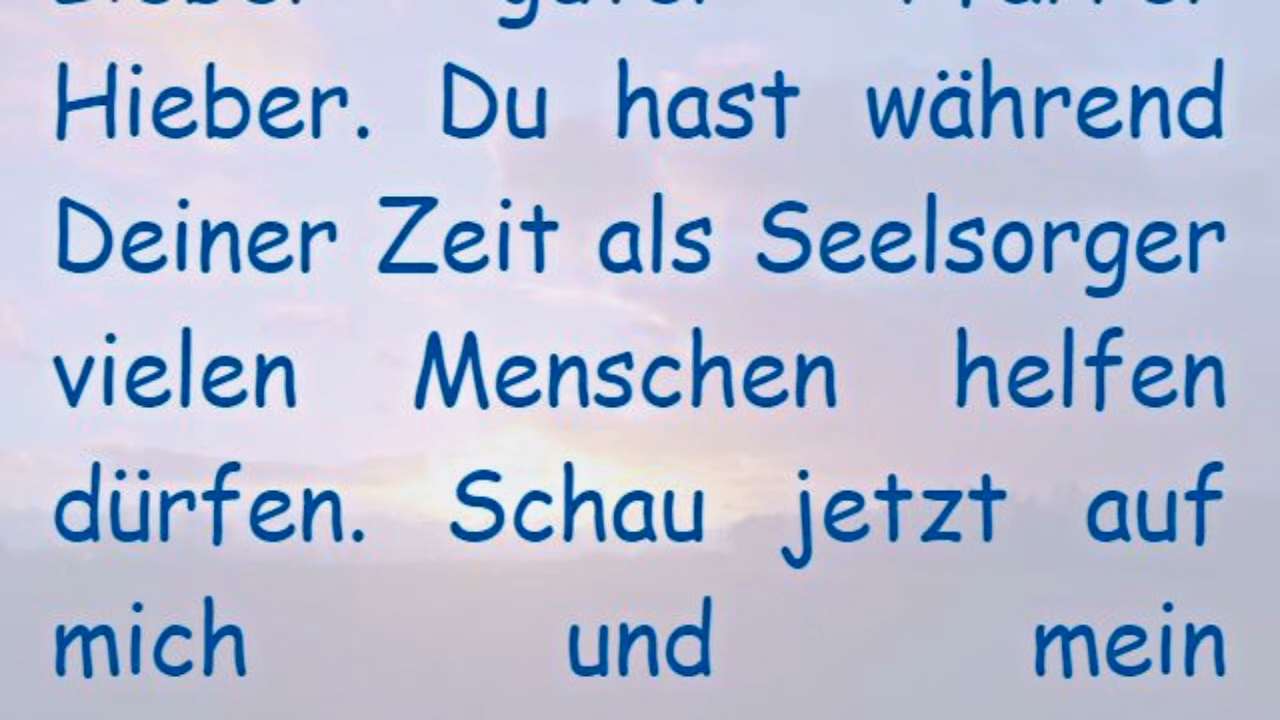 Hieber. Du hast während
Deiner Zeit als Seelsorger
vielen Menschen helfen
dürfen. Schau jetzt auf
mich und mein